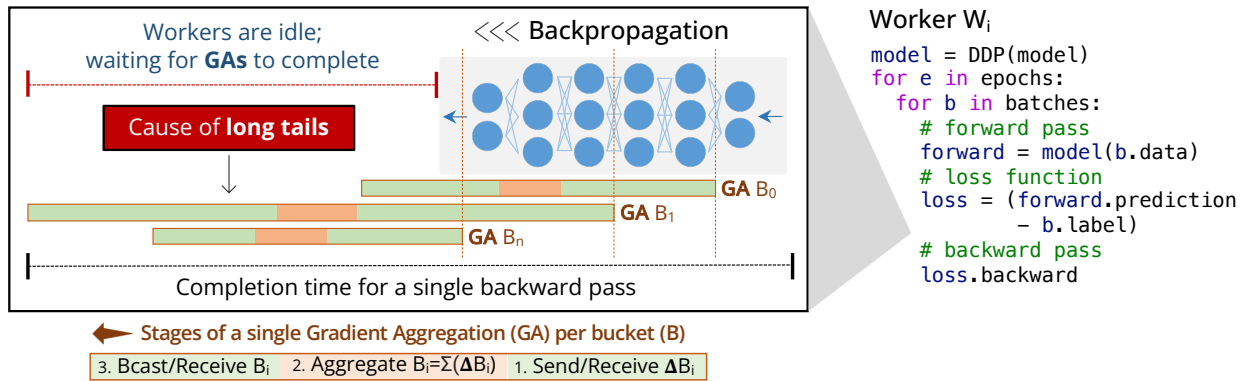 Workers are idle;
waiting for GAs to complete
<<< Backpropagation
Cause of long tails
GA B₀
GA B₁
GA Bₙ
Completion time for a single backward pass
Stages of a single Gradient Aggregation (GA) per bucket (B)
3. Bcast/Receive Bᵢ
2. Aggregate Bᵢ=Σ(ΔBᵢ)
1. Send/Receive ΔBᵢ
Worker Wᵢ
model = DDP(model)
for e in epochs:
for b in batches:
# forward pass
forward = model(b.data)
# loss function
loss = (forward.prediction
− b.label)
# backward pass
loss.backward